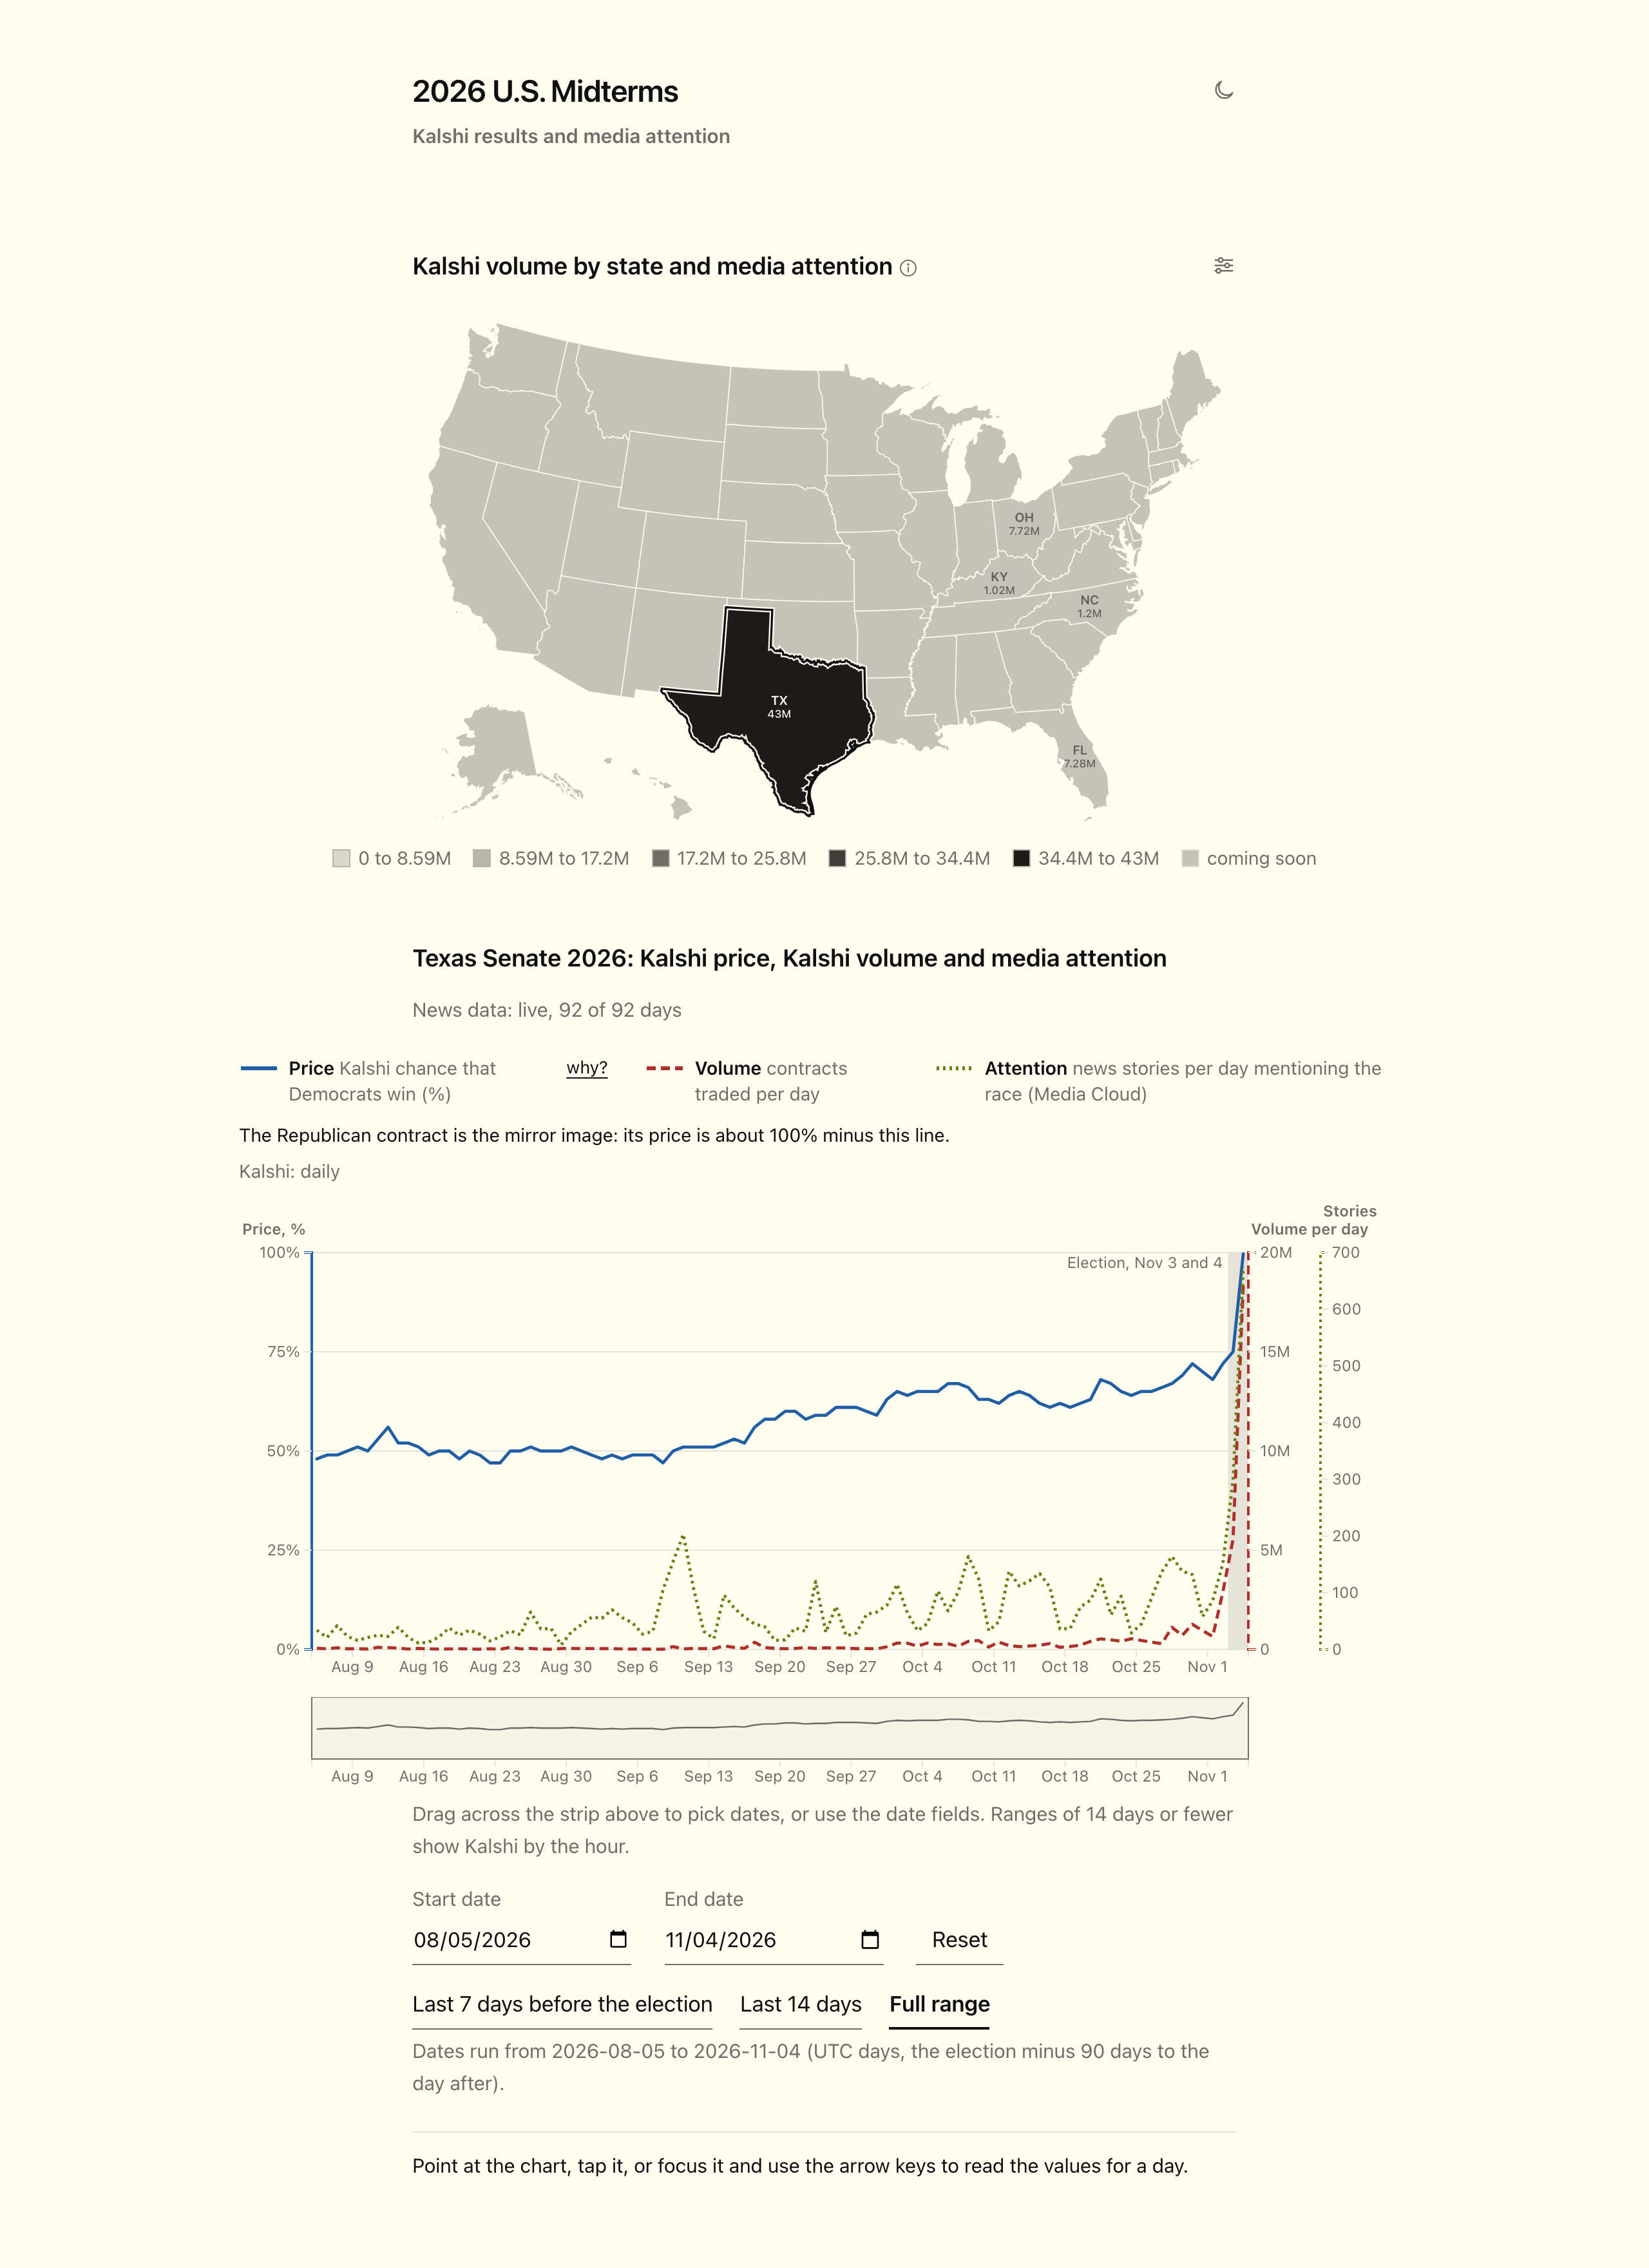 2026 U.S. Midterms
Kalshi results and media attention
Kalshi volume by state and media attention
OH
7.72M
KY
1.02M
NC
1.2M
TX
43M
FL
7.28M
0 to 8.59M 8.59M to 17.2M 17.2M to 25.8M 25.8M to 34.4M 34.4M to 43M coming soon
Texas Senate 2026: Kalshi price, Kalshi volume and media attention
News data: live, 92 of 92 days
Price Kalshi chance that Democrats win (%)
why?
Volume contracts traded per day
Attention news stories per day mentioning the race (Media Cloud)
The Republican contract is the mirror image: its price is about 100% minus this line.
Kalshi: daily
Price, %
Volume
Stories per day
Election, Nov 3 and 4
100%
75%
50%
25%
0%
20M
15M
10M
5M
0
700
600
500
400
300
200
100
0
Aug 9 Aug 16 Aug 23 Aug 30 Sep 6 Sep 13 Sep 20 Sep 27 Oct 4 Oct 11 Oct 18 Oct 25 Nov 1
Aug 9 Aug 16 Aug 23 Aug 30 Sep 6 Sep 13 Sep 20 Sep 27 Oct 4 Oct 11 Oct 18 Oct 25 Nov 1
Drag across the strip above to pick dates, or use the date fields. Ranges of 14 days or fewer
show Kalshi by the hour.
Start date End date
08/05/2026 11/04/2026 Reset
Last 7 days before the election Last 14 days Full range
Dates run from 2026-08-05 to 2026-11-04 (UTC days, the election minus 90 days to the
day after).
Point at the chart, tap it, or focus it and use the arrow keys to read the values for a day.